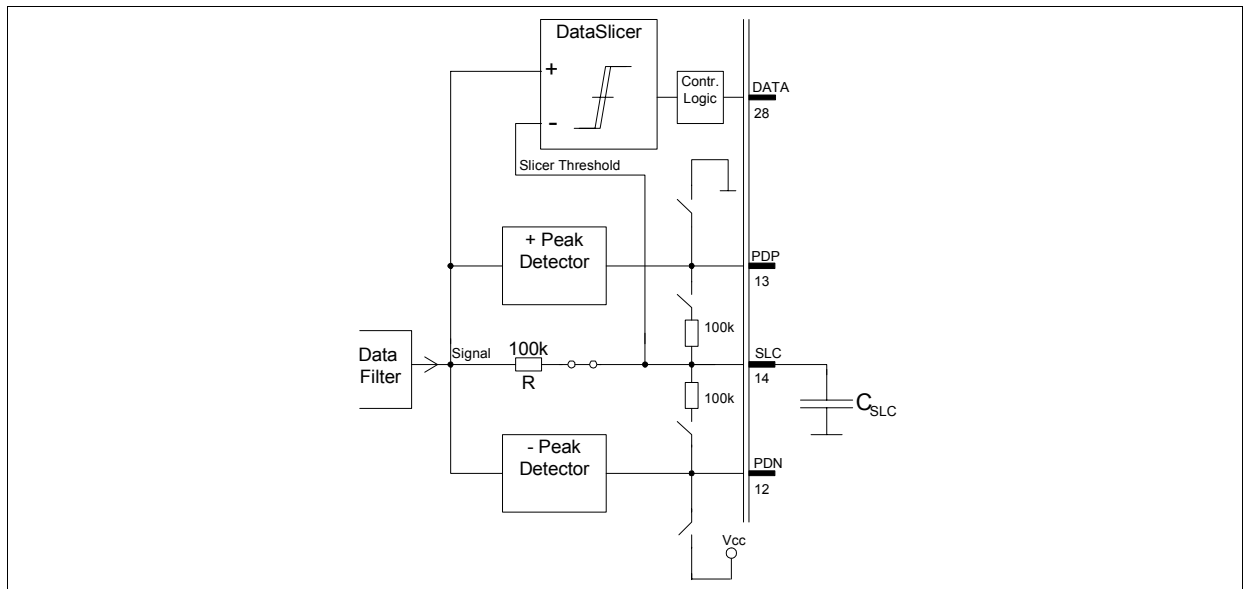 DataSlicer
+
-
Contr.
Logic
DATA
28
Slicer Threshold
+ Peak
Detector
PDP
13
100k
Data
Filter
Signal
100k
R
SLC
14
100k
CSLC
- Peak
Detector
PDN
12
Vcc